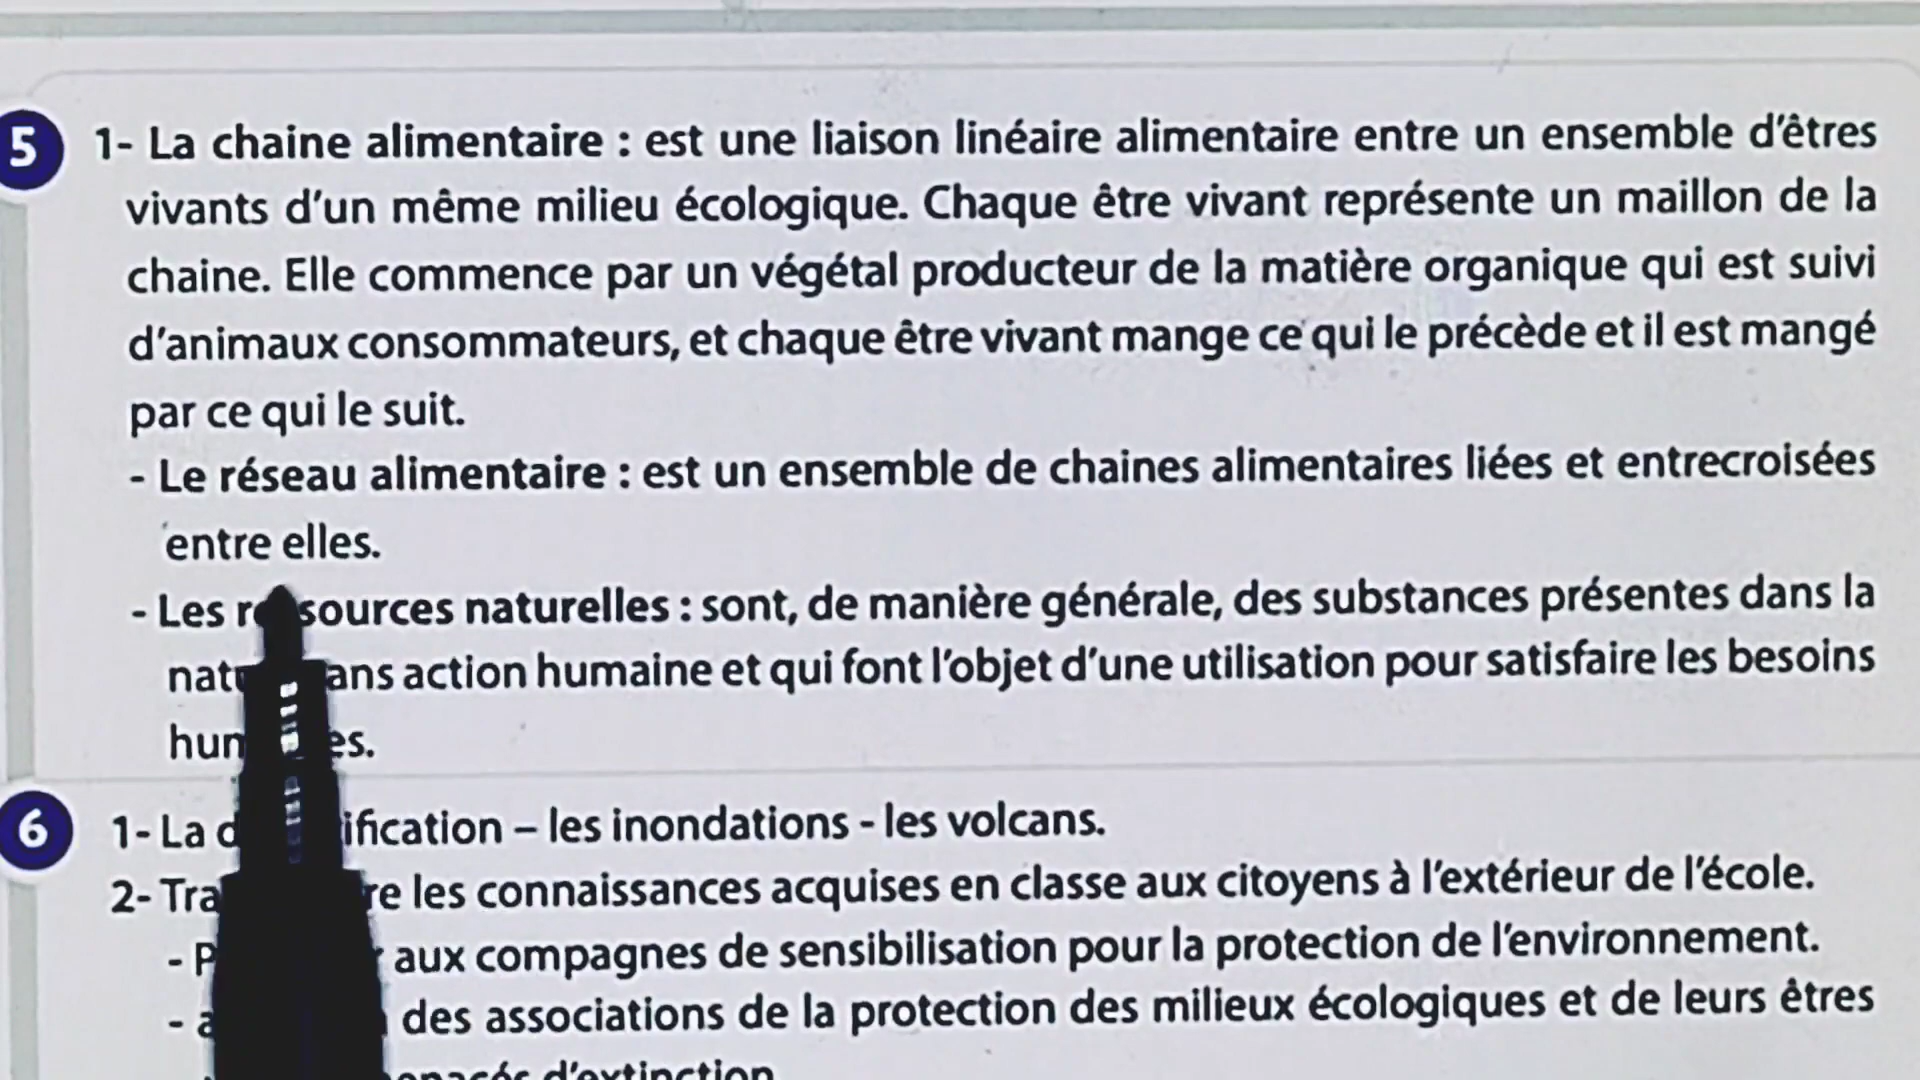 5 1- La chaine alimentaire : est une liaison linéaire alimentaire entre un ensemble d'êtres
vivants d'un même milieu écologique. Chaque être vivant représente un maillon de la
chaine. Elle commence par un végétal producteur de la matière organique qui est suivi
d'animaux consommateurs, et chaque être vivant mange ce qui le précède et il est mangé
par ce qui le suit.
- Le réseau alimentaire : est un ensemble de chaines alimentaires liées et entrecroisées
entre elles.
- Les naturelles : sont, de manière générale, des substances présentes dans la
action humaine et qui font l'objet d'une utilisation pour satisfaire les besoins
6 1- La – les inondations - les volcans.
2- les connaissances acquises en classe aux citoyens à l'extérieur de l'école.
- aux compagnes de sensibilisation pour la protection de l'environnement.
- des associations de la protection des milieux écologiques et de leurs êtres
d'extinction